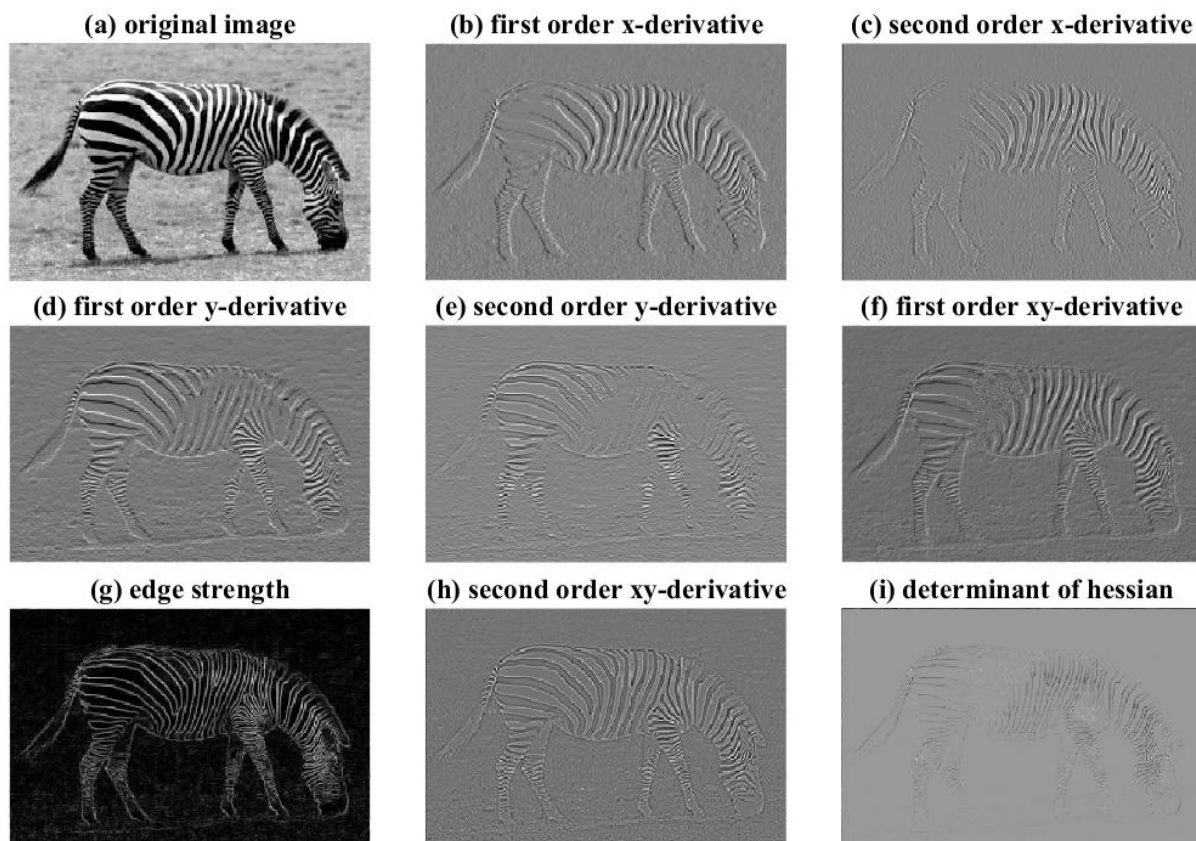 (a) original image
(b) first order x-derivative
(c) second order x-derivative
(d) first order y-derivative
(e) second order y-derivative
(f) first order xy-derivative
(g) edge strength
(h) second order xy-derivative
(i) determinant of hessian